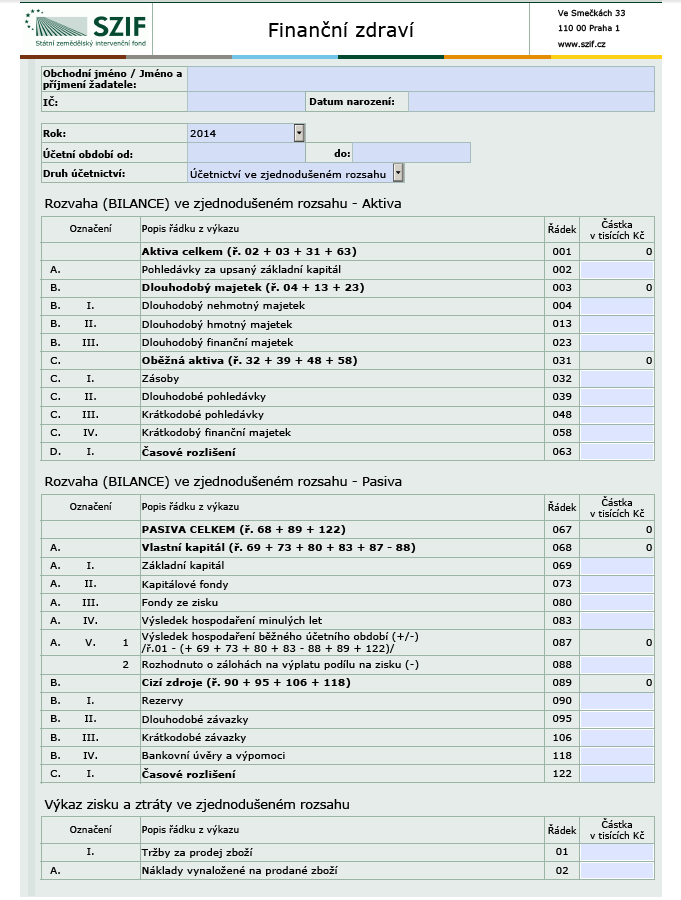 SZIF
Státní zemědělský intervenční fond
Finanční zdraví
Ve Smečkách 33
110 00 Praha 1
www.szif.cz
Obchodní jméno / Jméno a
příjmení žadatele:
IČ: Datum narození:
Rok: 2014
Účetní období od: do:
Druh účetnictví: Účetnictví ve zjednodušeném rozsahu
Rozvaha (BILANCE) ve zjednodušeném rozsahu - Aktiva
Označení Popis řádku z výkazu Řádek Částka
v tisících Kč
Aktiva celkem (ř. 02 + 03 + 31 + 63) 001 0
A. Pohledávky za upsaný základní kapitál 002
B. Dlouhodobý majetek (ř. 04 + 13 + 23) 003 0
B. I. Dlouhodobý nehmotný majetek 004
B. II. Dlouhodobý hmotný majetek 013
B. III. Dlouhodobý finanční majetek 023
C. Oběžná aktiva (ř. 32 + 39 + 48 + 58) 031 0
C. I. Zásoby 032
C. II. Dlouhodobé pohledávky 039
C. III. Krátkodobé pohledávky 048
C. IV. Krátkodobý finanční majetek 058
D. I. Časové rozlišení 063
Rozvaha (BILANCE) ve zjednodušeném rozsahu - Pasiva
Označení Popis řádku z výkazu Řádek Částka
v tisících Kč
PASIVA CELKEM (ř. 68 + 89 + 122) 067 0
A. Vlastní kapitál (ř. 69 + 73 + 80 + 83 + 87 - 88) 068 0
A. I. Základní kapitál 069
A. II. Kapitálové fondy 073
A. III. Fondy ze zisku 080
A. IV. Výsledek hospodaření minulých let 083
A. V. 1 Výsledek hospodaření běžného účetního období (+/-)
/ř.01 - (+ 69 + 73 + 80 + 83 - 88 + 89 + 122)/ 087 0
2 Rozhodnuto o zálohách na výplatu podílu na zisku (-) 088
B. Cizí zdroje (ř. 90 + 95 + 106 + 118) 089 0
B. I. Rezervy 090
B. II. Dlouhodobé závazky 095
B. III. Krátkodobé závazky 106
B. IV. Bankovní úvěry a výpomoci 118
C. I. Časové rozlišení 122
Výkaz zisku a ztráty ve zjednodušeném rozsahu
Označení Popis řádku z výkazu Řádek Částka
v tisících Kč
I. Tržby za prodej zboží 01
A. Náklady vynaložené na prodané zboží 02